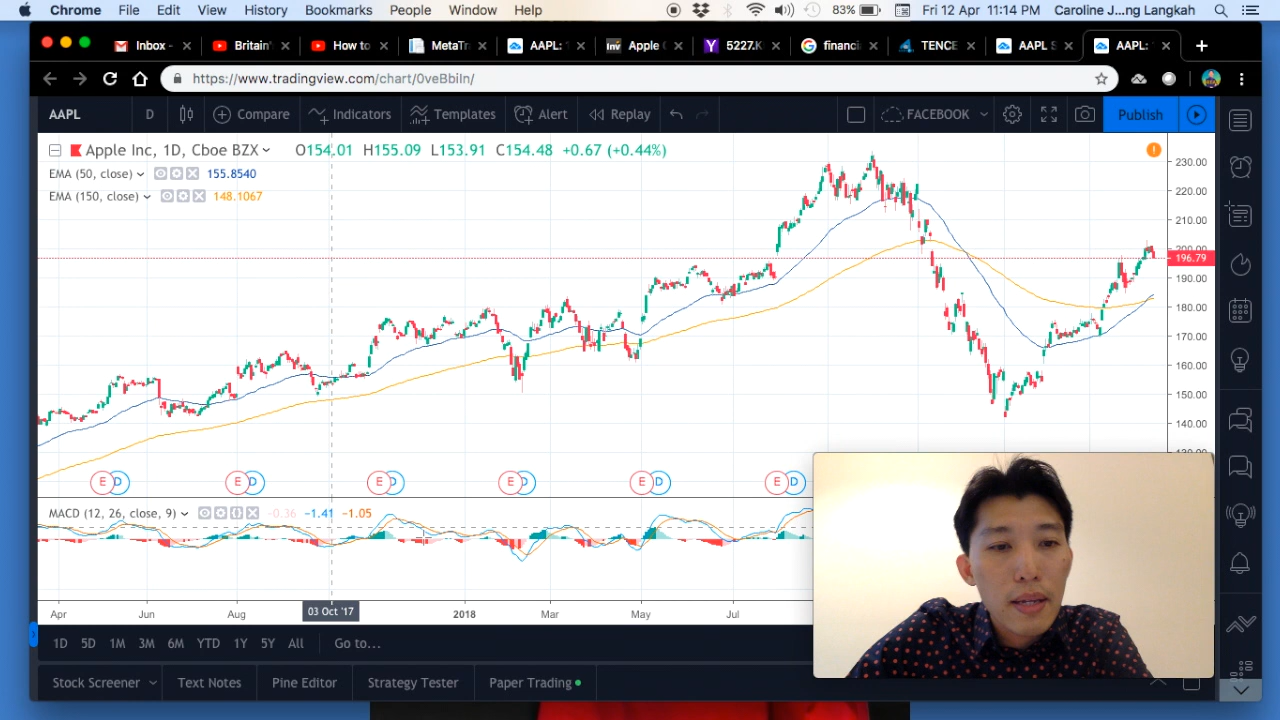 Chrome File Edit View History Bookmarks People Window Help 83% Fri 12 Apr 11:14 PM Caroline J...ng Langkah
Inbox - Britain' How to MetaTr AAPL: Apple 5227.K financi TENCE AAPL S AAPL:
https://www.tradingview.com/chart/0veBbiIn/
AAPL D Compare Indicators Templates Alert Replay FACEBOOK Publish
Apple Inc, 1D, Cboe BZX O154.01 H155.09 L153.91 C154.48 +0.67 (+0.44%)
EMA (50, close) 155.8540
EMA (150, close) 148.1067
230.00
220.00
210.00
200.00
196.79
190.00
180.00
170.00
160.00
150.00
140.00
E D E D E D E D E D E D
MACD (12, 26, close, 9) -0.36 -1.41 -1.05
Apr Jun Aug 03 Oct '17 2018 Mar May Jul
1D 5D 1M 3M 6M YTD 1Y 5Y All Go to...
Stock Screener Text Notes Pine Editor Strategy Tester Paper Trading